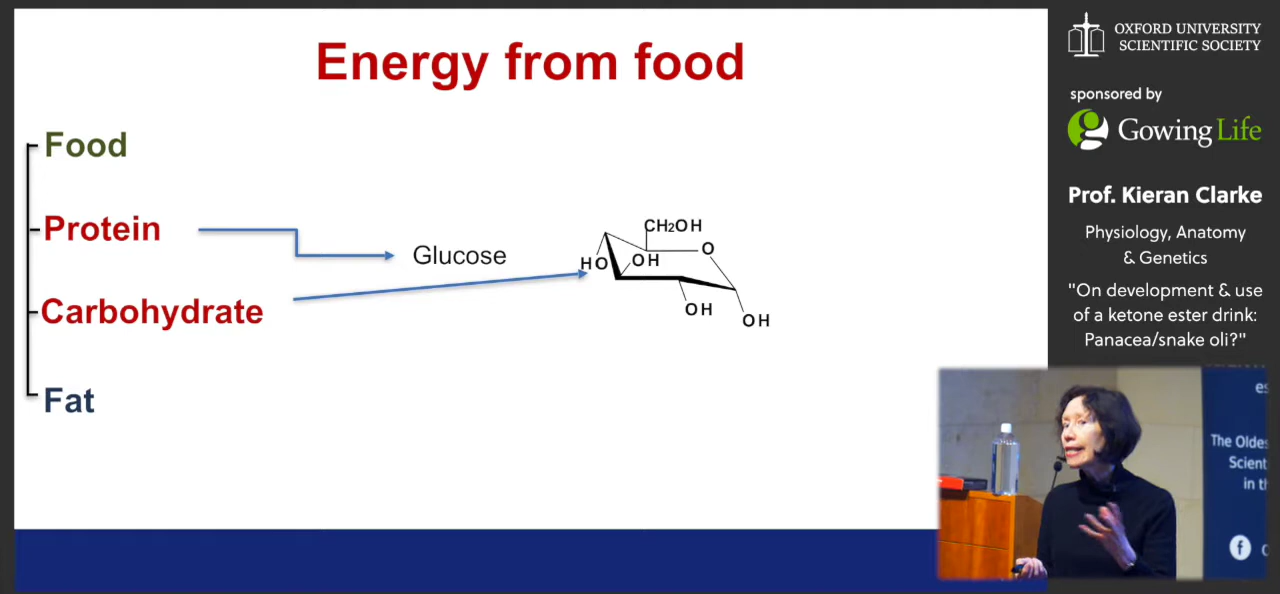 Energy from food
Food
Protein
Carbohydrate
Fat
Glucose
CH₂OH
O
HO
OH
OH
OH
OXFORD UNIVERSITY
SCIENTIFIC SOCIETY
sponsored by
Gowing Life
Prof. Kieran Clarke
Physiology, Anatomy
& Genetics
"On development & use
of a ketone ester drink:
Panacea/snake oli?"
The Oldes
Scient
in th
f